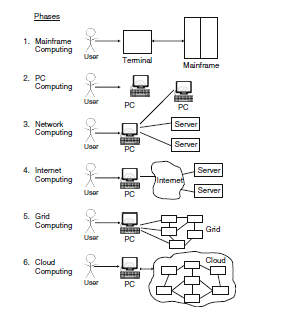 Phases
1. Mainframe
Computing
User
Terminal
Mainframe
2. PC
Computing
User
PC
PC
3. Network
Computing
User
PC
Server
Server
4. Internet
Computing
User
PC
Internet
Server
Server
5. Grid
Computing
User
PC
Grid
6. Cloud
Computing
User
PC
Cloud